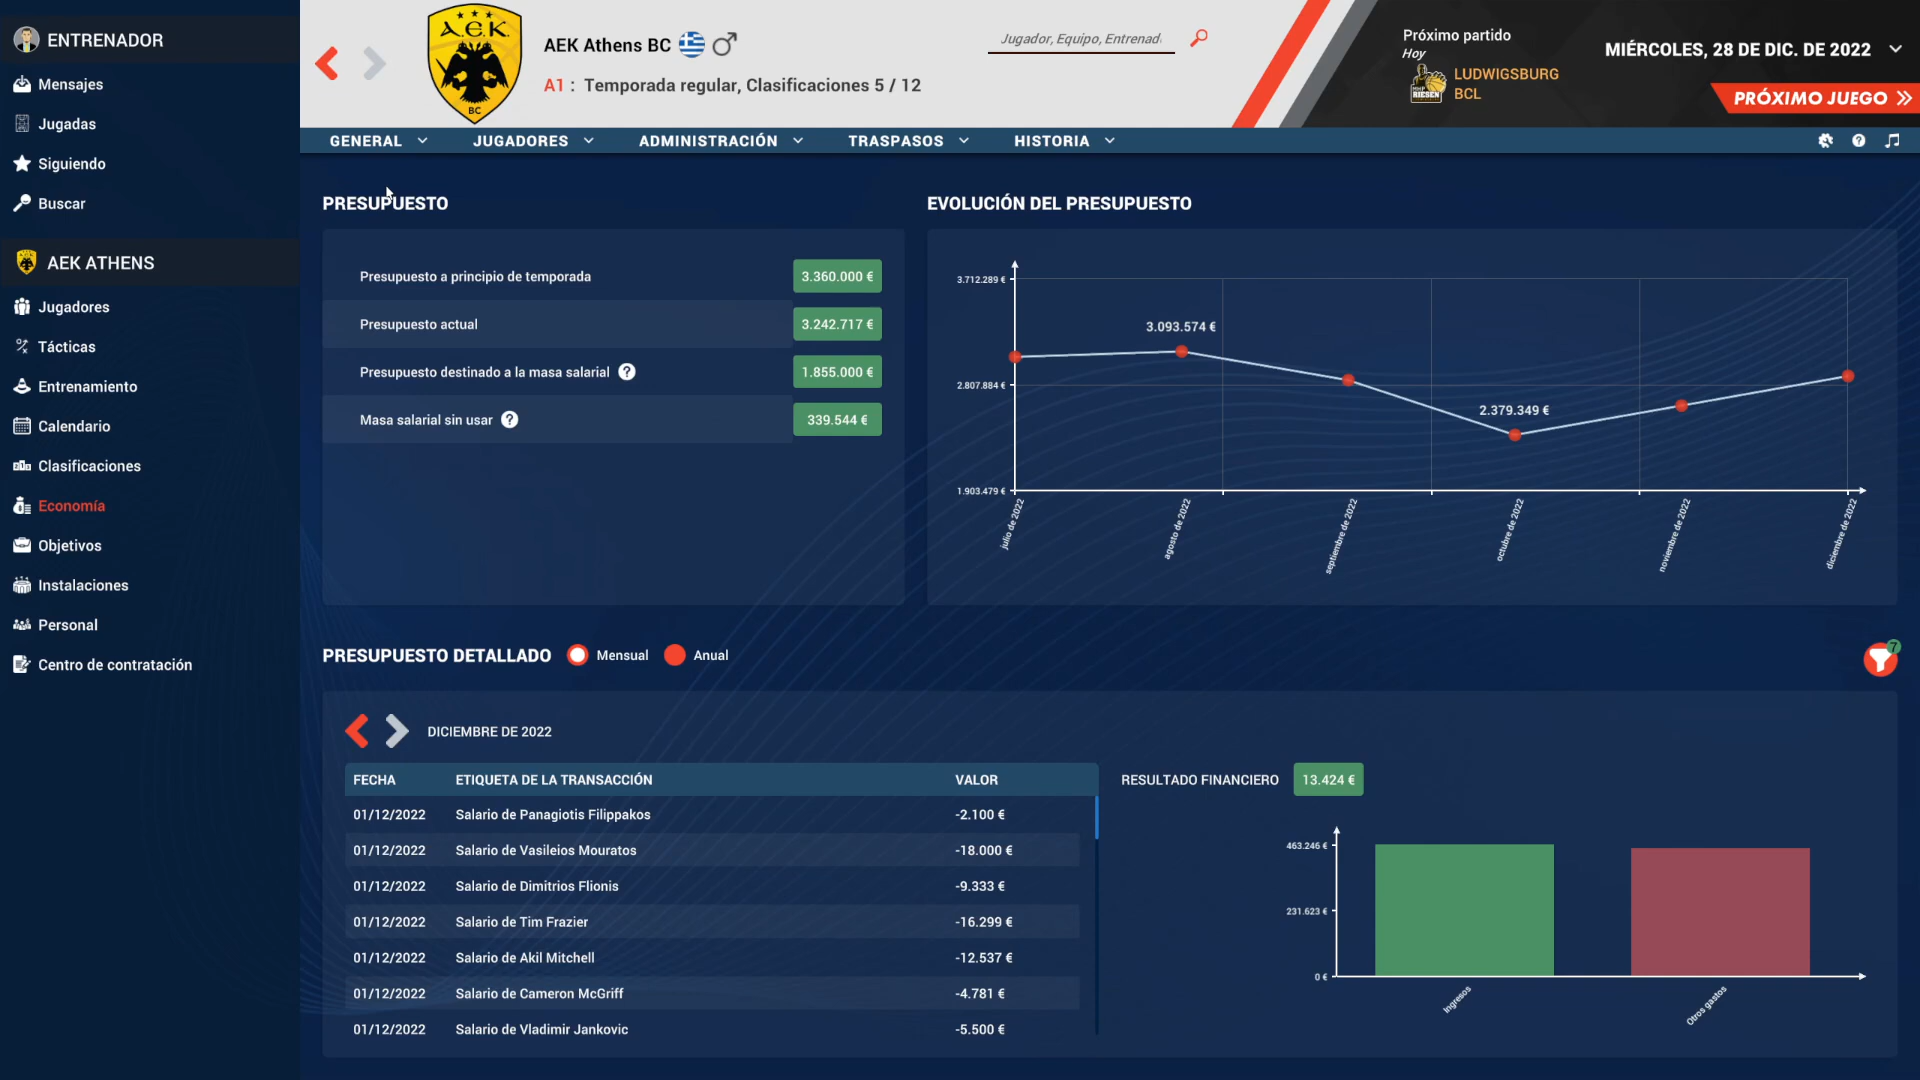 ENTRENADOR
Mensajes
Jugadas
Siguiendo
Buscar
AEK ATHENS
Jugadores
Tácticas
Entrenamiento
Calendario
Clasificaciones
Economía
Objetivos
Instalaciones
Personal
Centro de contratación
A.E.K.
BC
AEK Athens BC
A1 : Temporada regular, Clasificaciones 5 / 12
Jugador, Equipo, Entrenad
Próximo partido
Hoy
RIESEN
LUDWIGSBURG
BCL
MIÉRCOLES, 28 DE DIC. DE 2022
PRÓXIMO JUEGO
GENERAL JUGADORES ADMINISTRACIÓN TRASPASOS HISTORIA
PRESUPUESTO
Presupuesto a principio de temporada 3.360.000 €
Presupuesto actual 3.242.717 €
Presupuesto destinado a la masa salarial ? 1.855.000 €
Masa salarial sin usar ? 339.544 €
EVOLUCIÓN DEL PRESUPUESTO
3.712.289 €
2.807.884 €
1.903.479 €
3.093.574 €
2.379.349 €
julio de 2022
agosto de 2022
septiembre de 2022
octubre de 2022
noviembre de 2022
diciembre de 2022
PRESUPUESTO DETALLADO Mensual Anual
7
DICIEMBRE DE 2022
FECHA ETIQUETA DE LA TRANSACCIÓN VALOR
01/12/2022 Salario de Panagiotis Filippakos -2.100 €
01/12/2022 Salario de Vasileios Mouratos -18.000 €
01/12/2022 Salario de Dimitrios Flionis -9.333 €
01/12/2022 Salario de Tim Frazier -16.299 €
01/12/2022 Salario de Akil Mitchell -12.537 €
01/12/2022 Salario de Cameron McGriff -4.781 €
01/12/2022 Salario de Vladimir Jankovic -5.500 €
RESULTADO FINANCIERO 13.424 €
463.246 €
231.623 €
0 €
Ingresos
Otros gastos